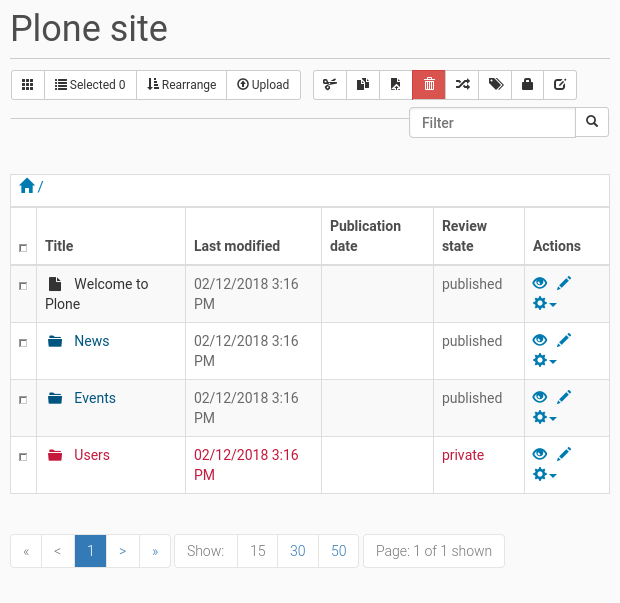 Plone site
Selected 0 Rearrange Upload
Filter
/
Title Last modified Publication date Review state Actions
Welcome to Plone 02/12/2018 3:16 PM published
News 02/12/2018 3:16 PM published
Events 02/12/2018 3:16 PM published
Users 02/12/2018 3:16 PM private
« < 1 > » Show: 15 30 50 Page: 1 of 1 shown